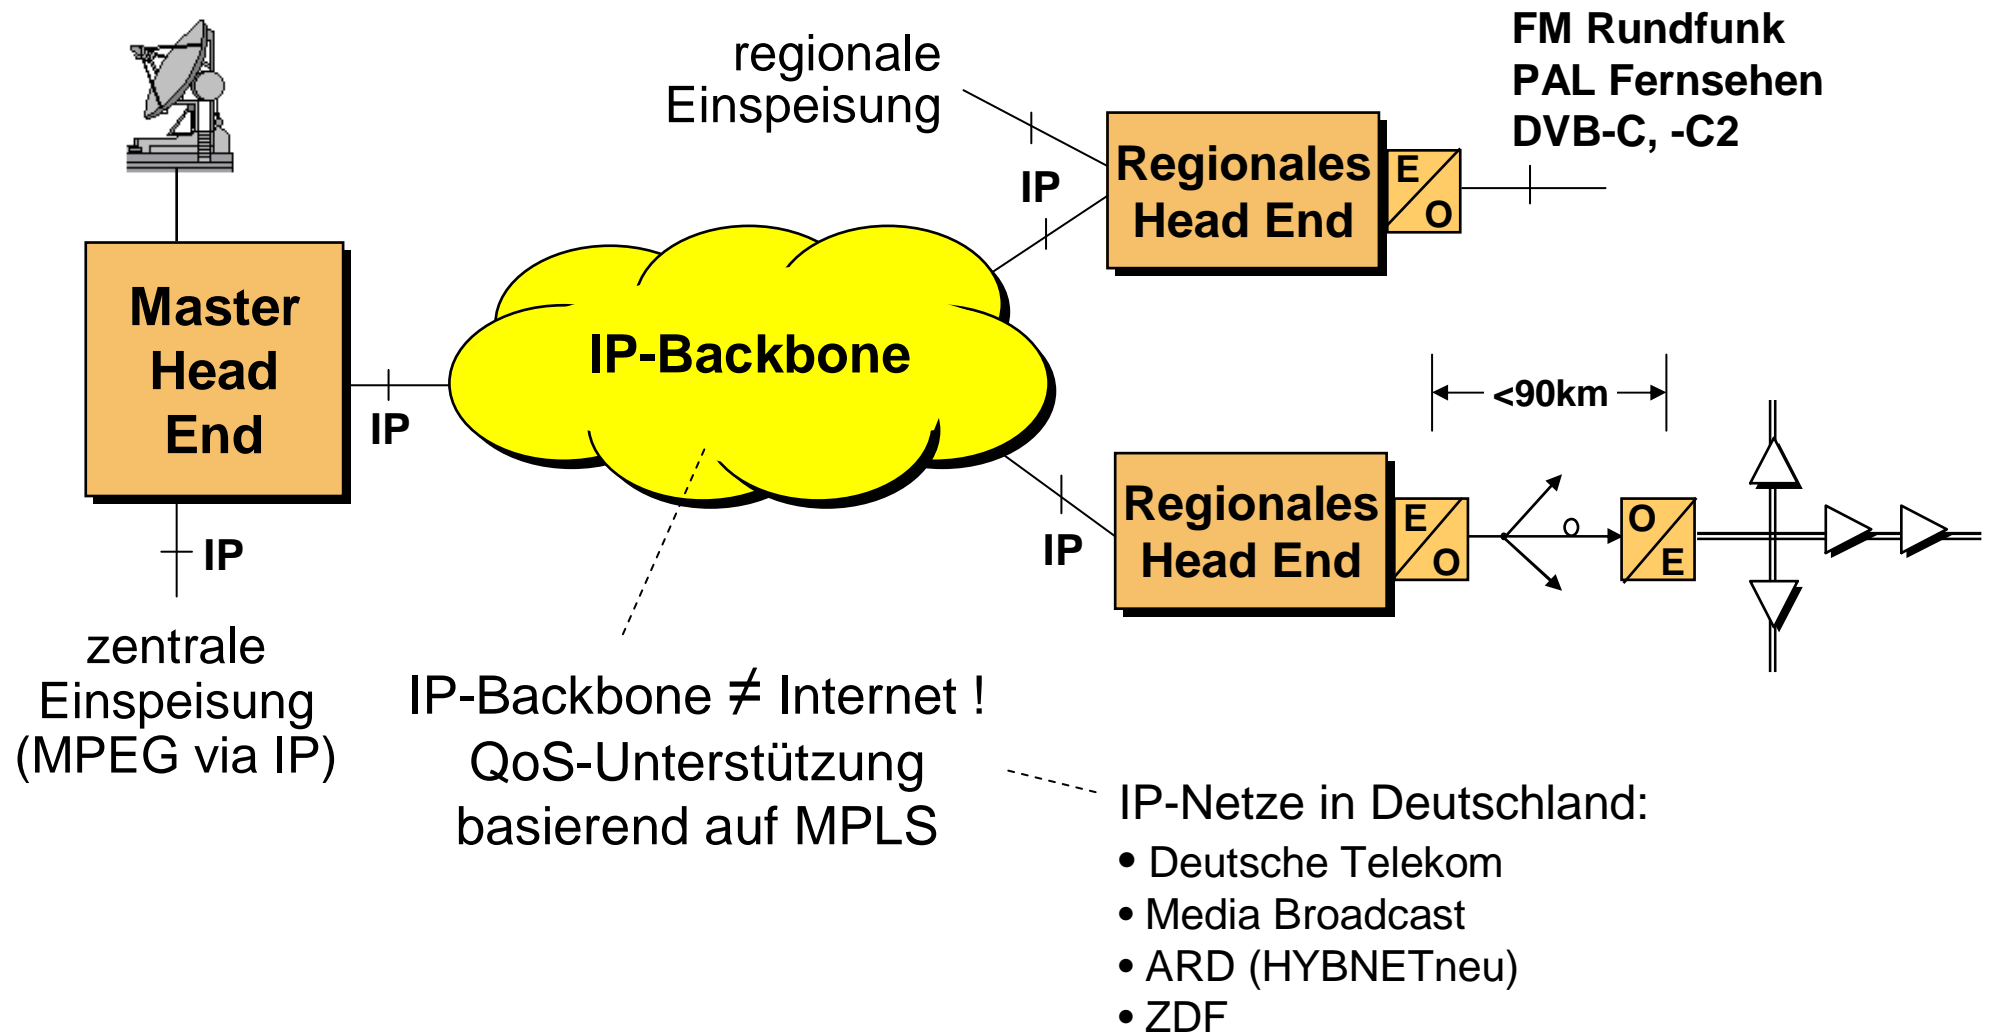 FM Rundfunk
PAL Fernsehen
DVB-C, -C2
regionale
Einspeisung
Regionales
Head End
E
O
IP
Master
Head
End
IP-Backbone
IP
<90km
Regionales
Head End
E
O
O
E
IP
IP
zentrale
Einspeisung
(MPEG via IP)
IP-Backbone ≠ Internet !
QoS-Unterstützung
basierend auf MPLS
IP-Netze in Deutschland:
• Deutsche Telekom
• Media Broadcast
• ARD (HYBNETneu)
• ZDF